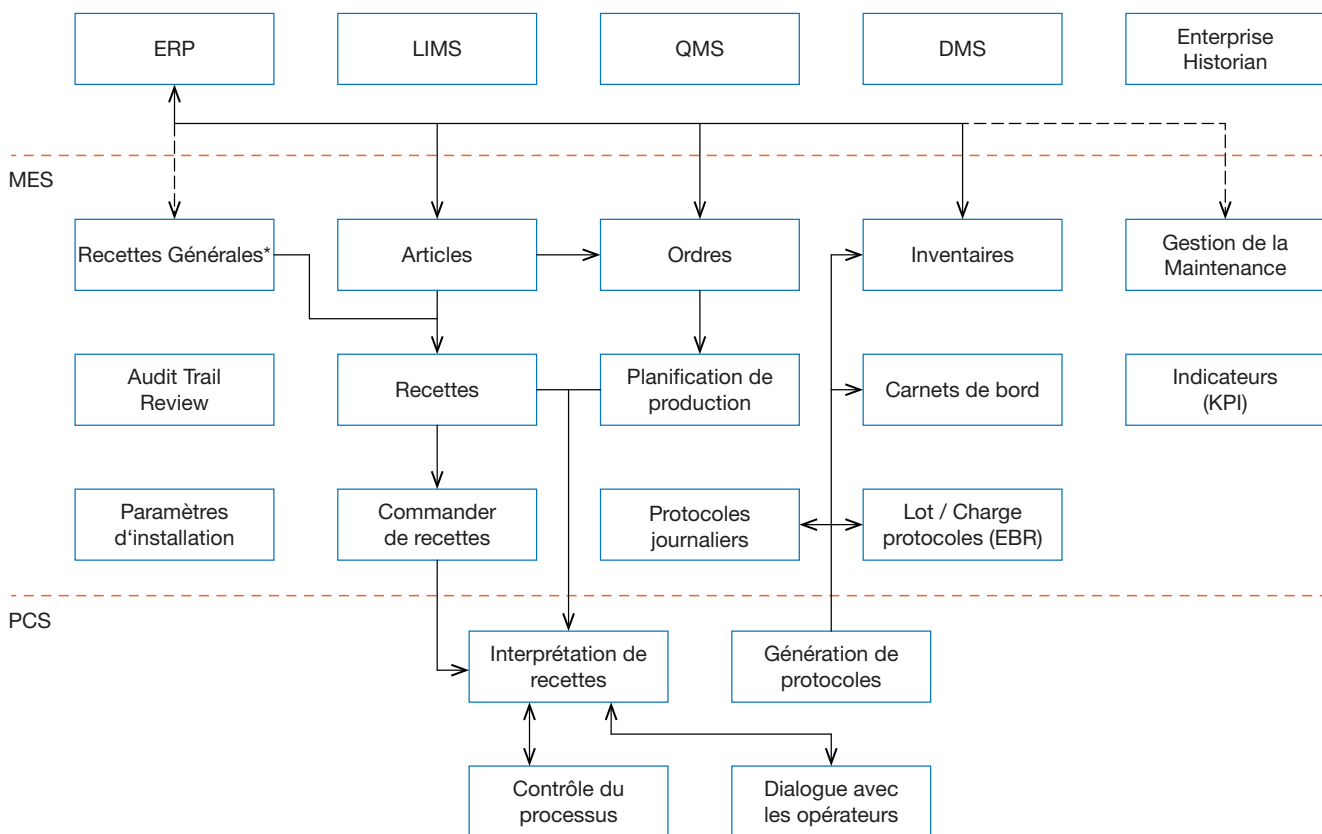 ERP
LIMS
QMS
DMS
Enterprise
Historian
MES
Recettes Générales*
Articles
Ordres
Inventaires
Gestion de la
Maintenance
Audit Trail
Review
Recettes
Planification de
production
Carnets de bord
Indicateurs
(KPI)
Paramètres
d‘installation
Commander
de recettes
Protocoles
journaliers
Lot / Charge
protocoles (EBR)
PCS
Interprétation de
recettes
Génération de
protocoles
Contrôle du
processus
Dialogue avec
les opérateurs